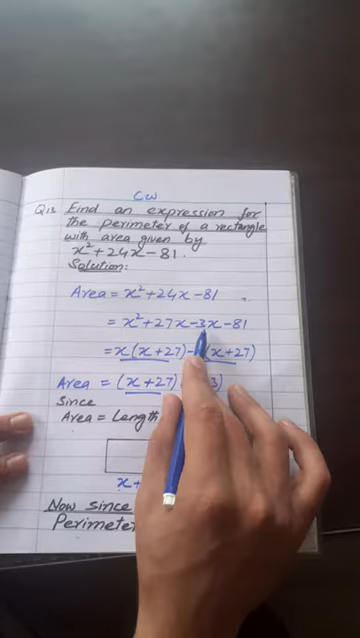 CW
Q13 Find an expression for
the perimeter of a rectangle
with area given by
x² + 24x - 81.
Solution:
Area = x² + 24x - 81
= x² + 27x - 3x - 81
= x(x+27) - (x+27)
Area = (x+27) 3)
Since
Area = Length
x+
Now since
Perimeter